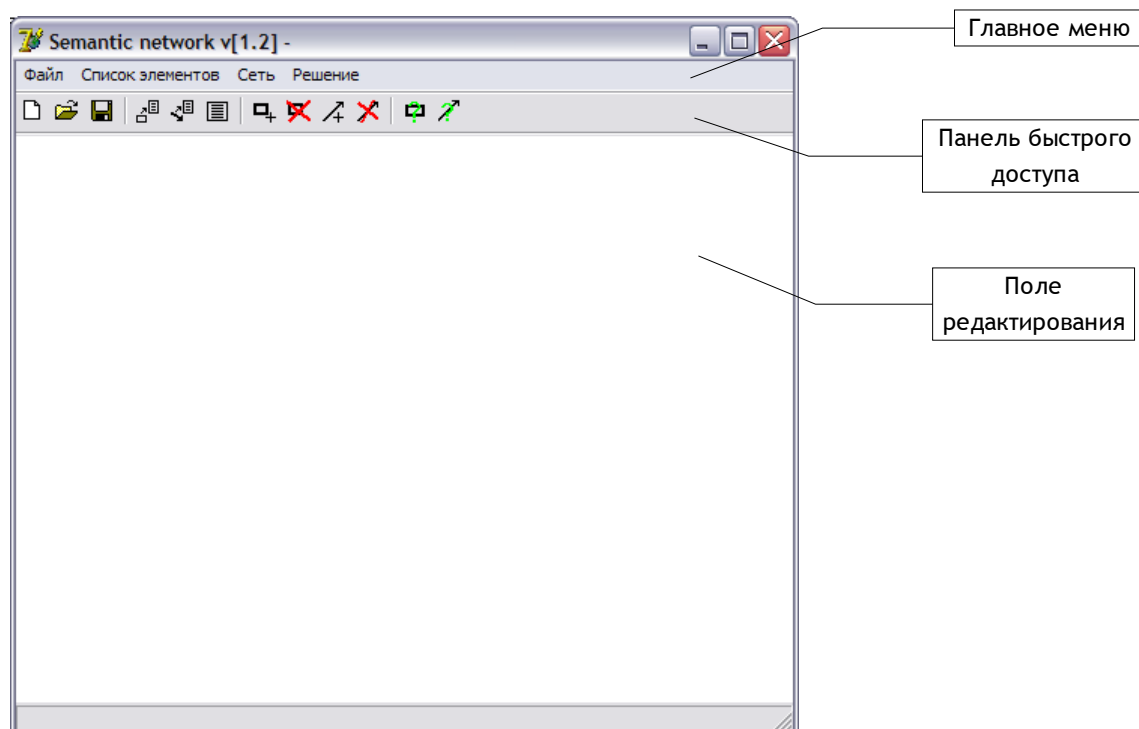 Semantic network v[1.2] -
Файл Список элементов Сеть Решение
Главное меню
Панель быстрого
доступа
Поле
редактирования